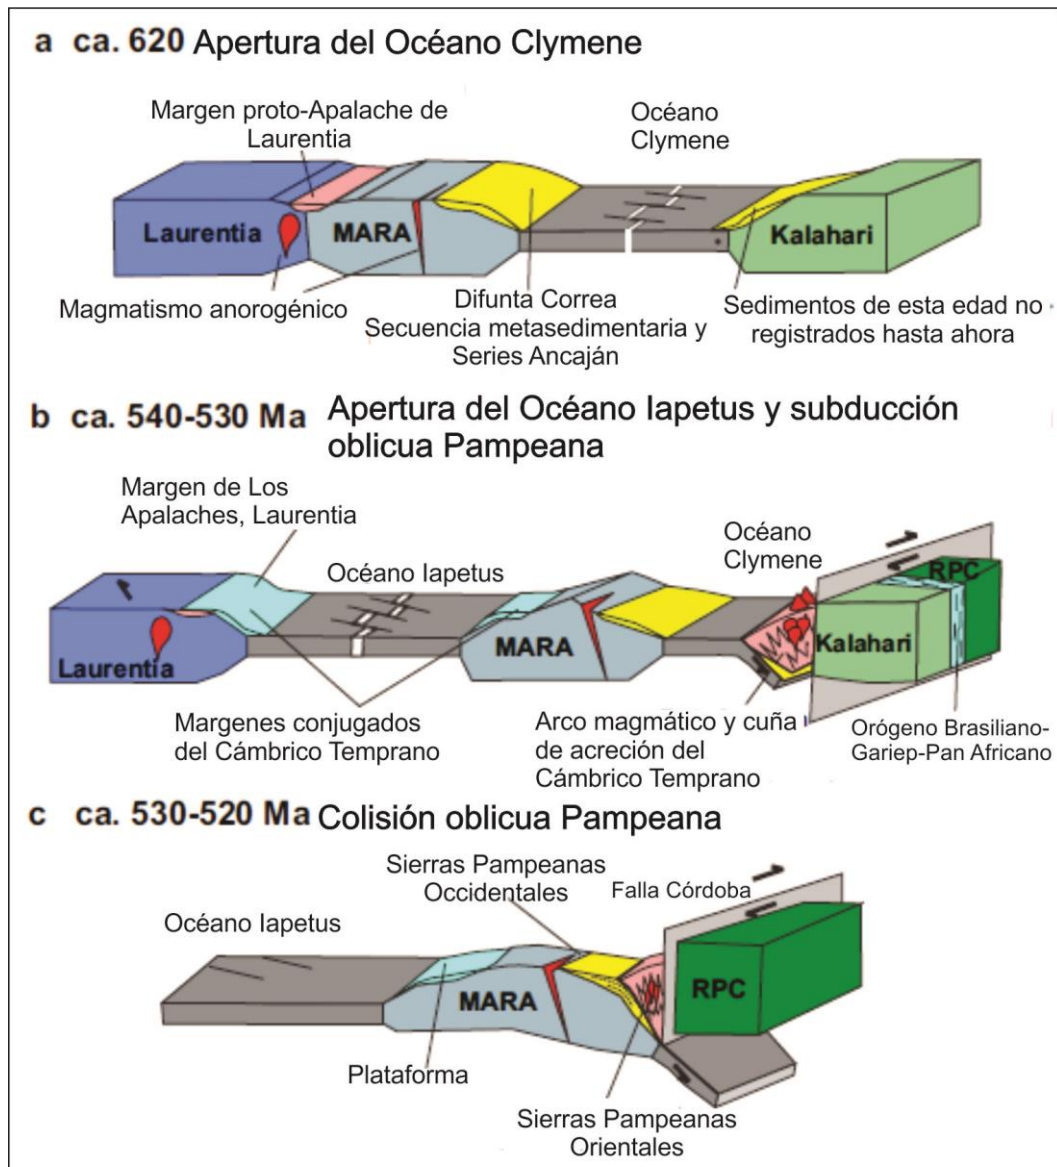 a ca. 620 Apertura del Océano Clymene
Margen proto-Apalache de
Laurentia
Océano
Clymene
Laurentia
MARA
Kalahari
Magmatismo anorogénico
Difunta Correa
Secuencia metasedimentaria y
Series Ancaján
Sedimentos de esta edad no
registrados hasta ahora
b ca. 540-530 Ma Apertura del Océano Iapetus y subducción
oblicua Pampeana
Margen de Los
Apalaches, Laurentia
Océano Iapetus
Océano
Clymene
RPC
MARA
Kalahari
Laurentia
Margenes conjugados
del Cámbrico Temprano
Arco magmático y cuña
de acreción del
Cámbrico Temprano
Orógeno Brasiliano-
Gariep-Pan Africano
c ca. 530-520 Ma Colisión oblicua Pampeana
Sierras Pampeanas
Occidentales
Falla Córdoba
Océano Iapetus
MARA
RPC
Plataforma
Sierras Pampeanas
Orientales